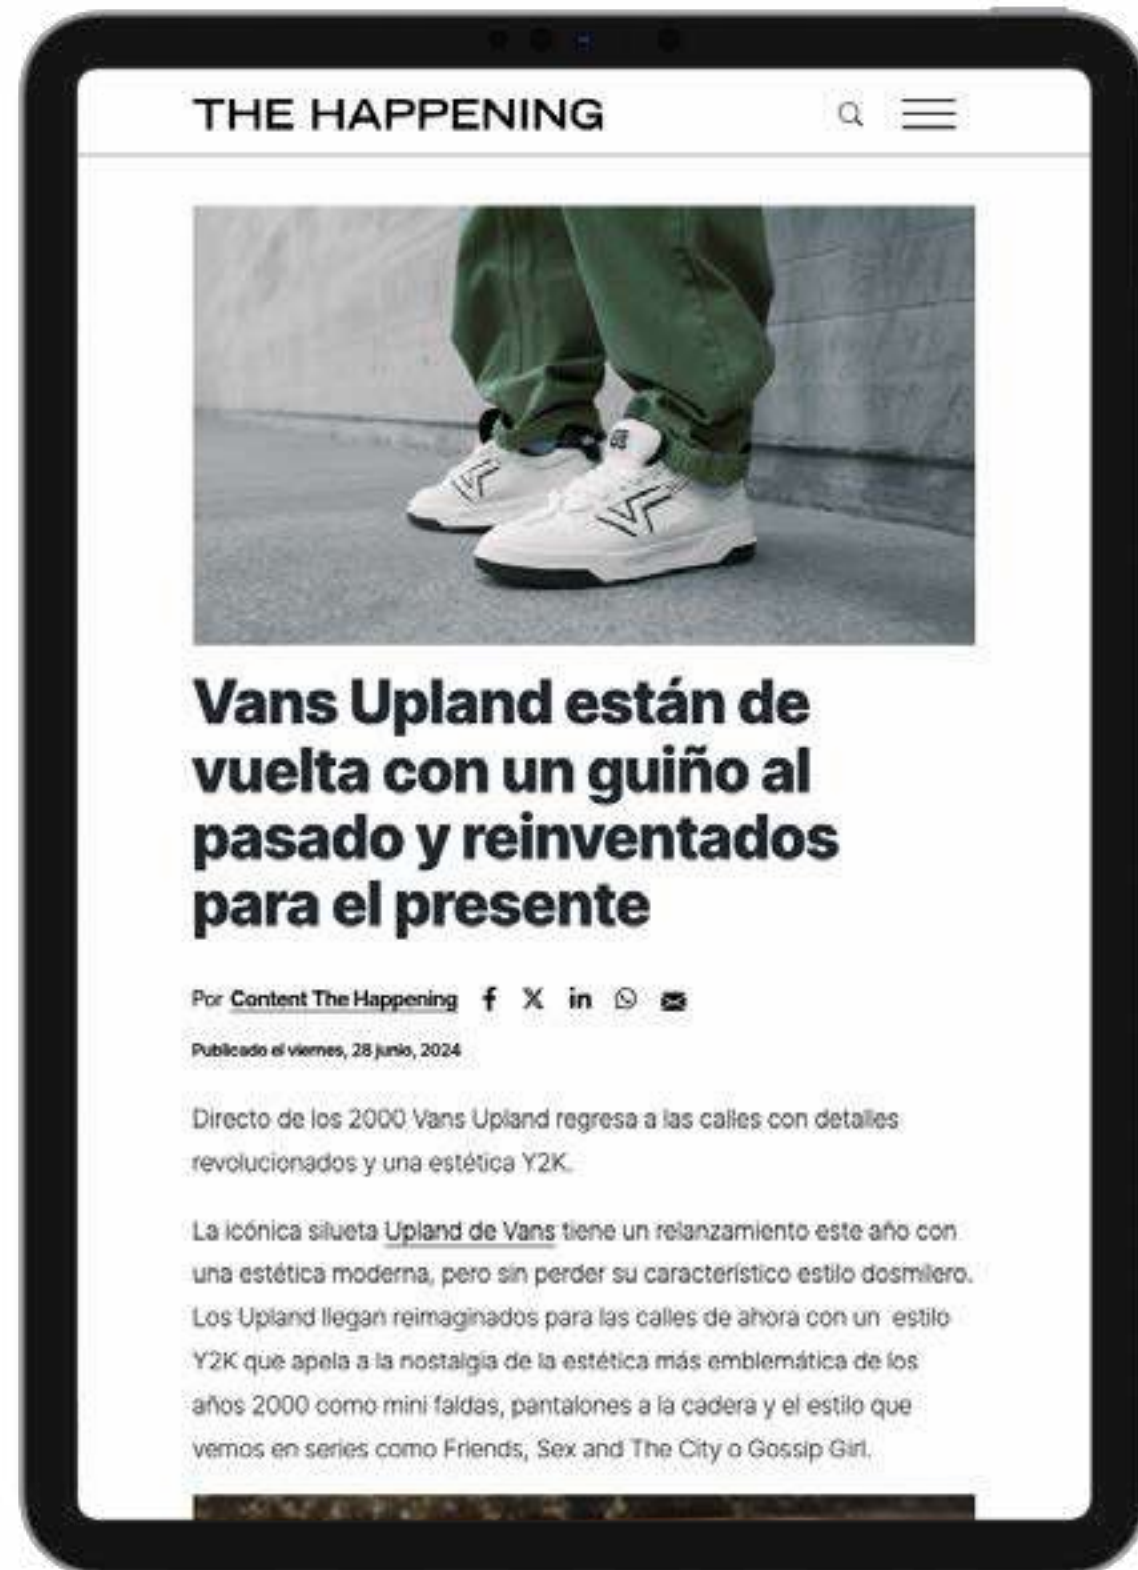 THE HAPPENING
Vans Upland están de
vuelta con un guiño al
pasado y reinventados
para el presente
Por Content The Happening
Publicado el viernes, 28 junio, 2024
Directo de los 2000 Vans Upland regresa a las calles con detalles
revolucionados y una estética Y2K.
La icónica silueta Upland de Vans tiene un relanzamiento este año con
una estética moderna, pero sin perder su característico estilo dosmilero.
Los Upland llegan reimaginados para las calles de ahora con un  estilo
Y2K que apela a la nostalgia de la estética más emblemática de los
años 2000 como mini faldas, pantalones a la cadera y el estilo que
vemos en series como Friends, Sex and The City o Gossip Girl.